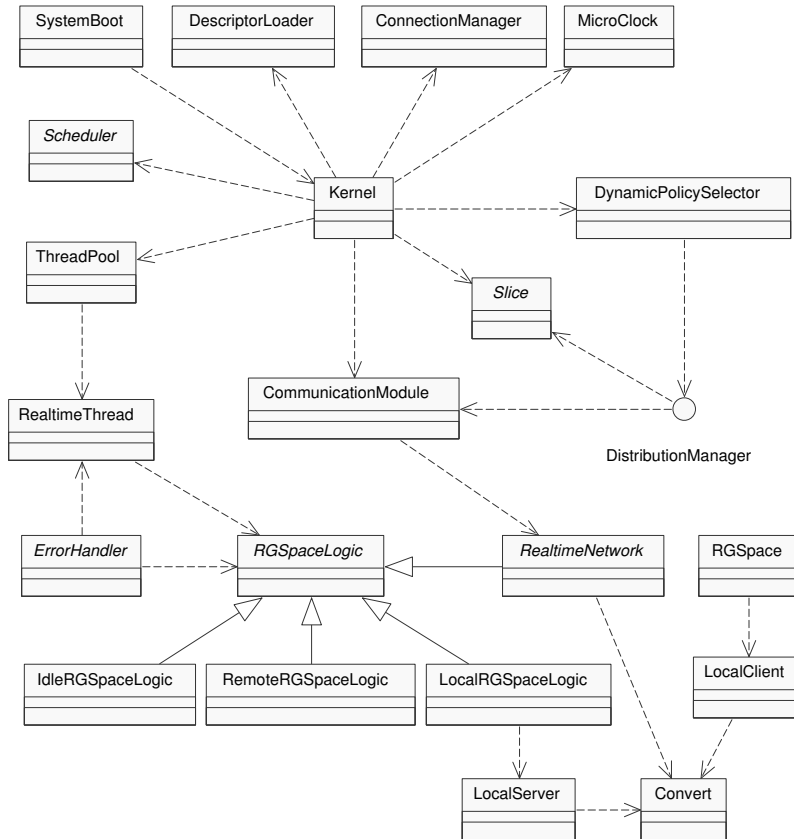 SystemBoot
DescriptorLoader
ConnectionManager
MicroClock
Scheduler
Kernel
DynamicPolicySelector
ThreadPool
Slice
CommunicationModule
RealtimeThread
DistributionManager
ErrorHandler
RGSpaceLogic
RealtimeNetwork
RGSpace
IdleRGSpaceLogic
RemoteRGSpaceLogic
LocalRGSpaceLogic
LocalClient
LocalServer
Convert